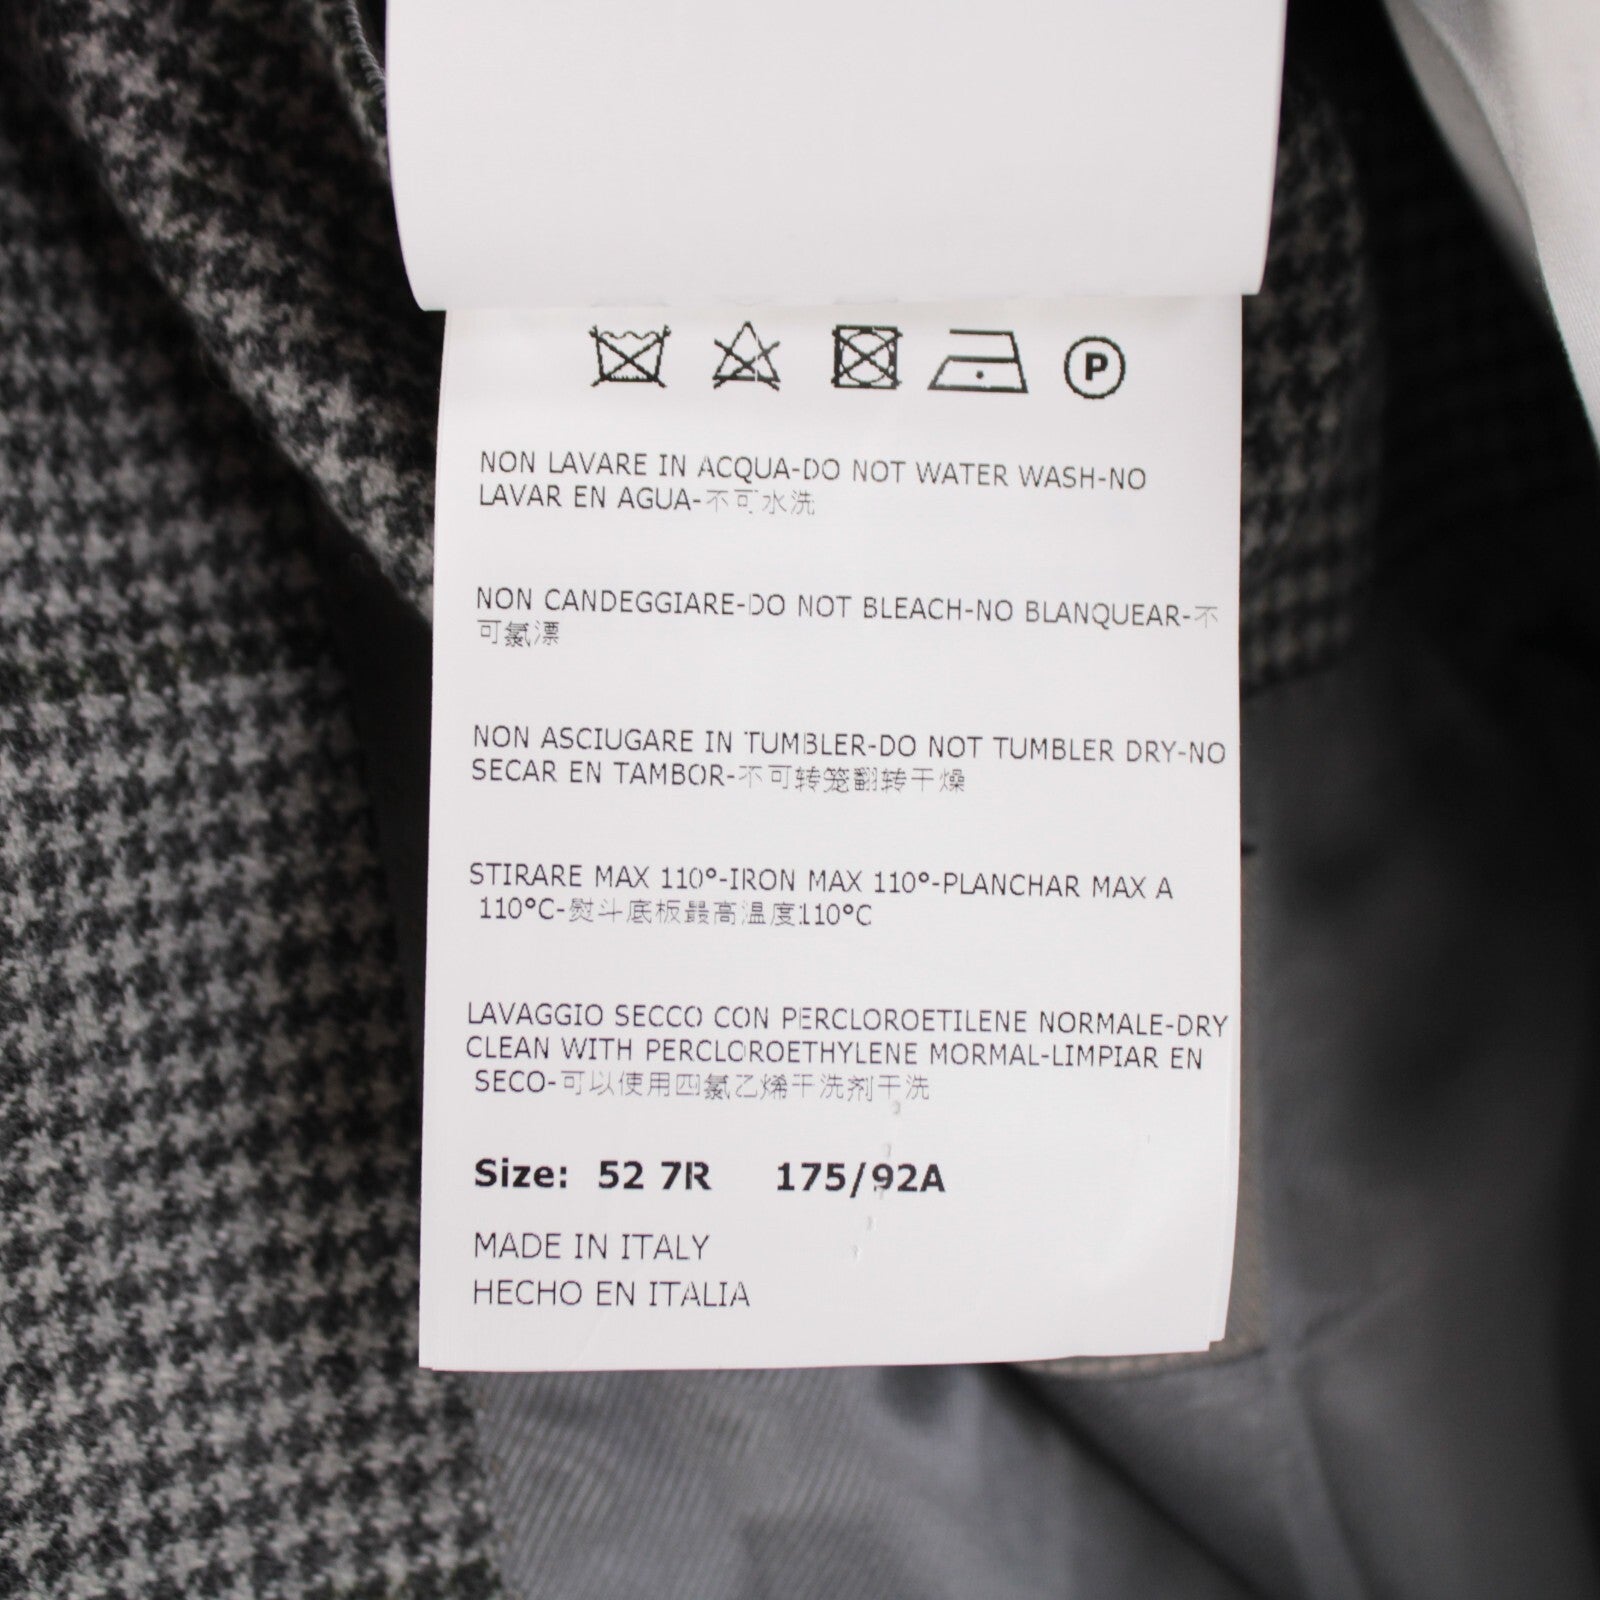 P
NON LAVARE IN ACQUA-DO NOT WATER WASH-NO
LAVAR EN AGUA-不可水洗
NON CANDEGGIARE-DO NOT BLEACH-NO BLANQUEAR-不
可氯漂
NON ASCIUGARE IN TUMBLER-DO NOT TUMBLER DRY-NO
SECAR EN TAMBOR-不可转笼翻转干燥
STIRARE MAX 110°-IRON MAX 110°-PLANCHAR MAX A
110°C-熨斗底板最高温度110°C
LAVAGGIO SECCO CON PERCLOROETILENE NORMALE-DRY
CLEAN WITH PERCLOROETHYLENE MORMAL-LIMPIAR EN
SECO-可以使用四氯乙烯干洗剂干洗
Size: 52 7R 175/92A
MADE IN ITALY
HECHO EN ITALIA